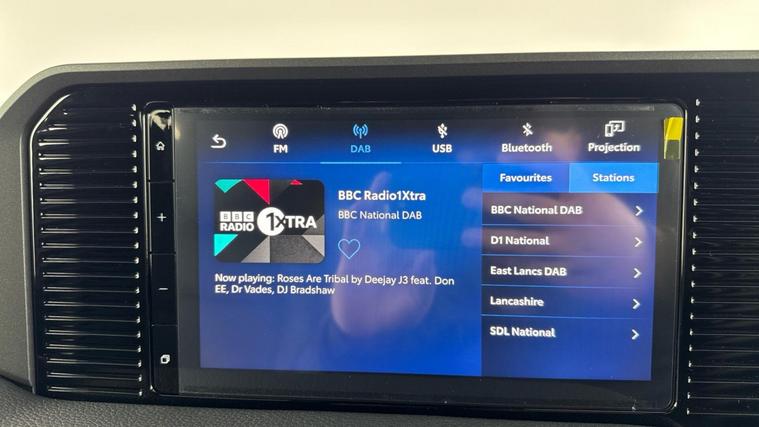 FM
DAB
USB
Bluetooth
Projection
Favourites
Stations
BBC
RADIO
1XTRA
BBC Radio1Xtra
BBC National DAB
Now playing: Roses Are Tribal by Deejay J3 feat. Don
EE, Dr Vades, DJ Bradshaw
BBC National DAB
D1 National
East Lancs DAB
Lancashire
SDL National